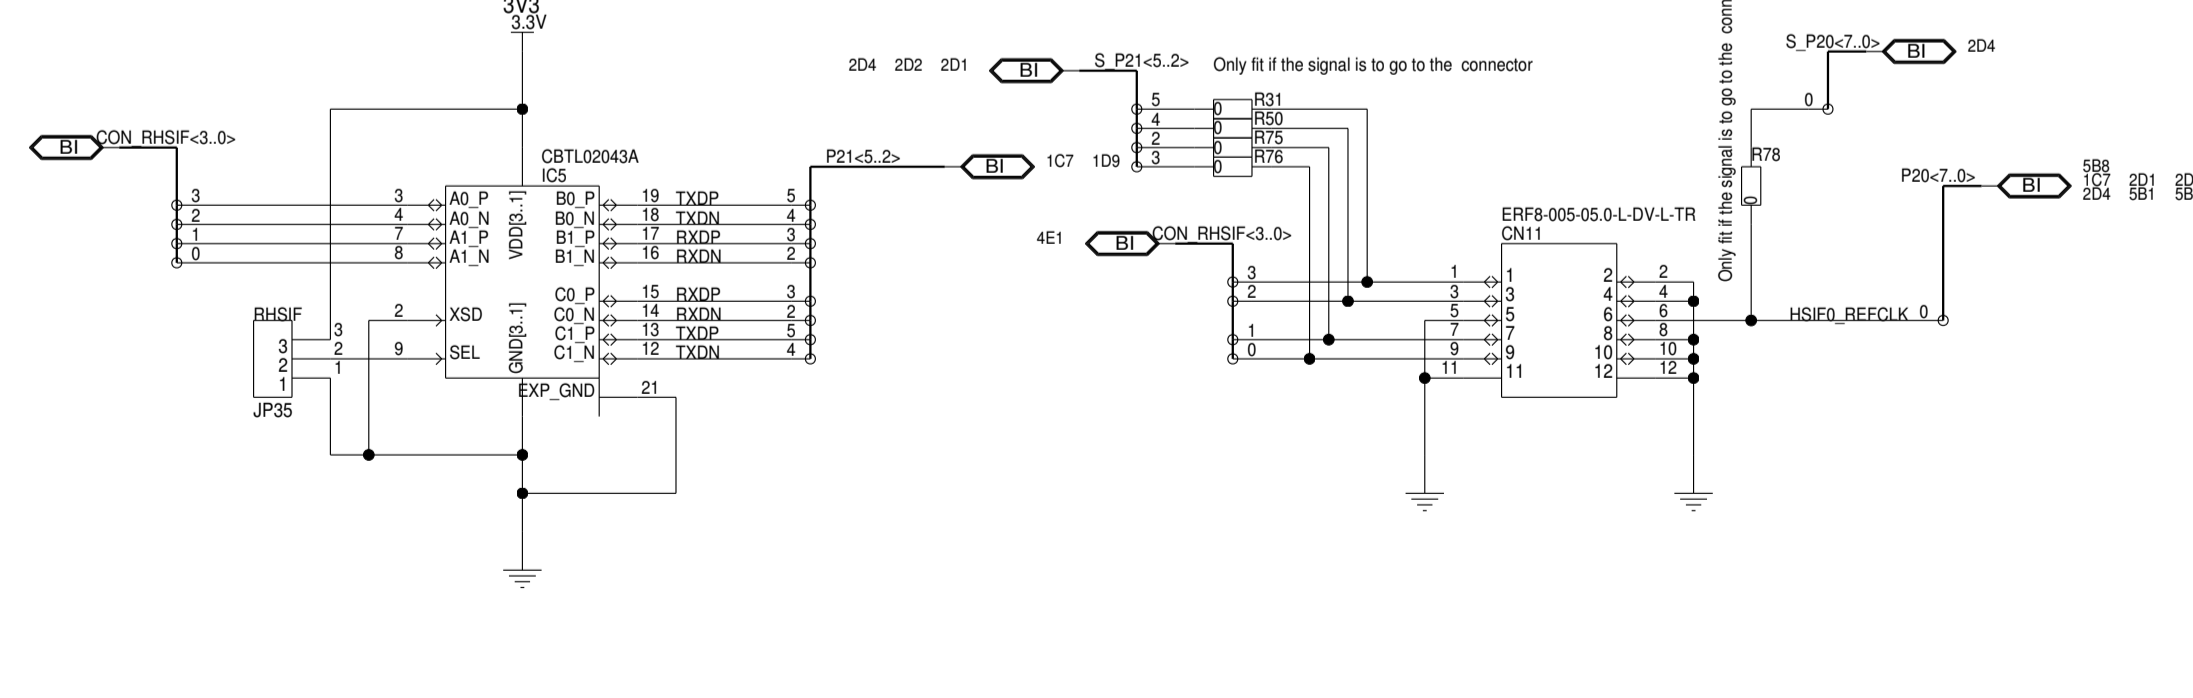 3V3
3.3V
BI
CON_RHSIF<3..0>
3
2
1
0
3
4
7
8
CBTL02043A
IC5
A0_P
A0_N
A1_P
A1_N
XSD
SEL
VDD[3..1]
GND[3..1]
B0_P
B0_N
B1_P
B1_N
C0_P
C0_N
C1_P
C1_N
EXP_GND
2
9
19 TXDP 5
18 TXDN 4
17 RXDP 3
16 RXDN 2
15 RXDP 3
14 RXDN 2
13 TXDP 5
12 TXDN 4
21
RHSIF
3 3
2 2
1 1
JP35
P21<5..2>
BI
1C7 1D9
2D4 2D2 2D1
BI
S_P21<5..2>
Only fit if the signal is to go to the connector
5 0 R31
4 0 R50
2 0 R75
3 0 R76
4E1
BI
CON_RHSIF<3..0>
3
2
1
0
ERF8-005-05.0-L-DV-L-TR
CN11
1 1 2 2
3 3 4 4
5 5 6 6
7 7 8 8
9 9 10 10
11 11 12 12
Only fit if the signal is to go to the
S_P20<7..0>
BI
2D4
0
R78
0
P20<7..0>
BI
5B8
1C7 2D1
2D4 5B1
HSIF0_REFCLK 0